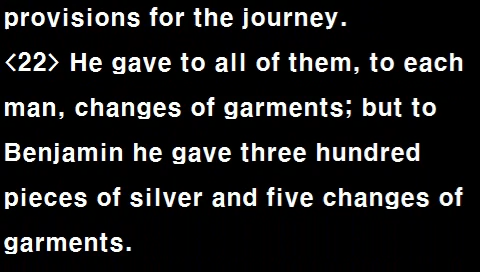 provisions for the journey.
<22> He gave to all of them, to each
man, changes of garments; but to
Benjamin he gave three hundred
pieces of silver and five changes of
garments.